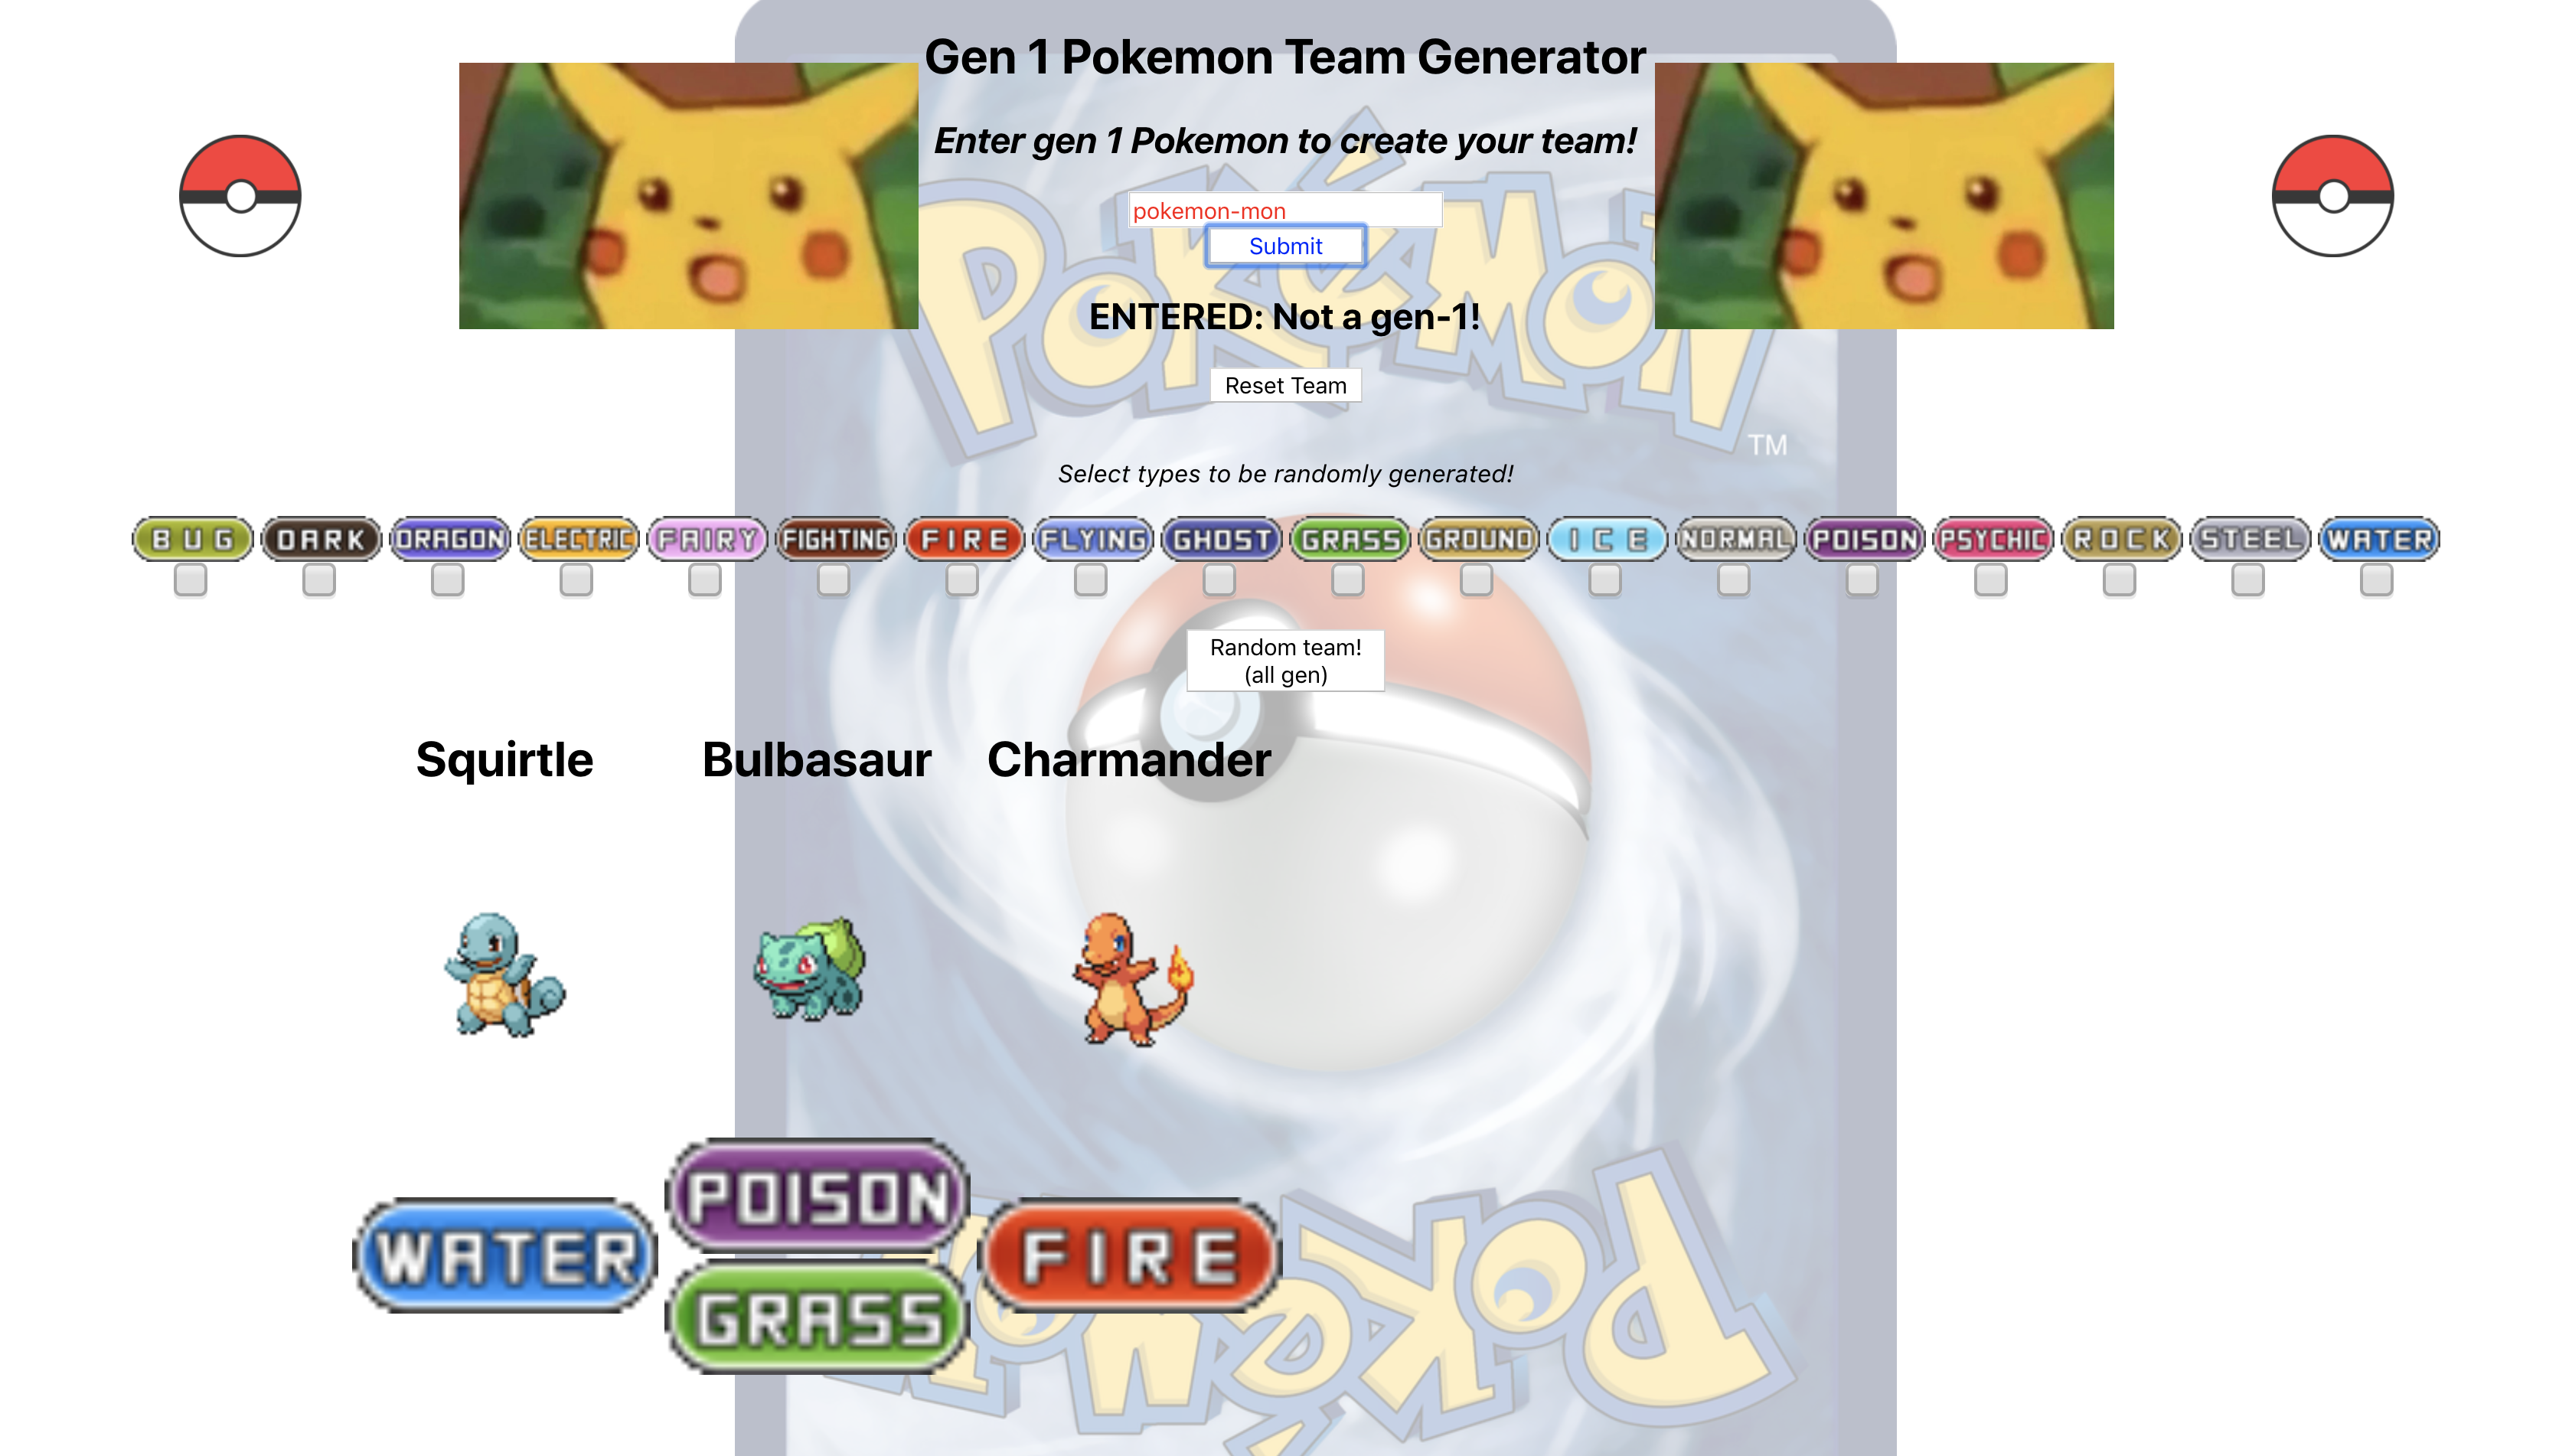 Gen 1 Pokemon Team Generator
Enter gen 1 Pokemon to create your team!
pokemon-mon
Submit
POKéMON
ENTERED: Not a gen-1!
Reset Team
TM
Select types to be randomly generated!
BUG DARK DRAGON ELECTRIC FAIRY FIGHTING FIRE FLYING GHOST GRASS GROUND ICE NORMAL POISON PSYCHIC ROCK STEEL WATER
Random team!
(all gen)
Squirtle Bulbasaur Charmander
WATER POISON FIRE
GRASS
POKéMON